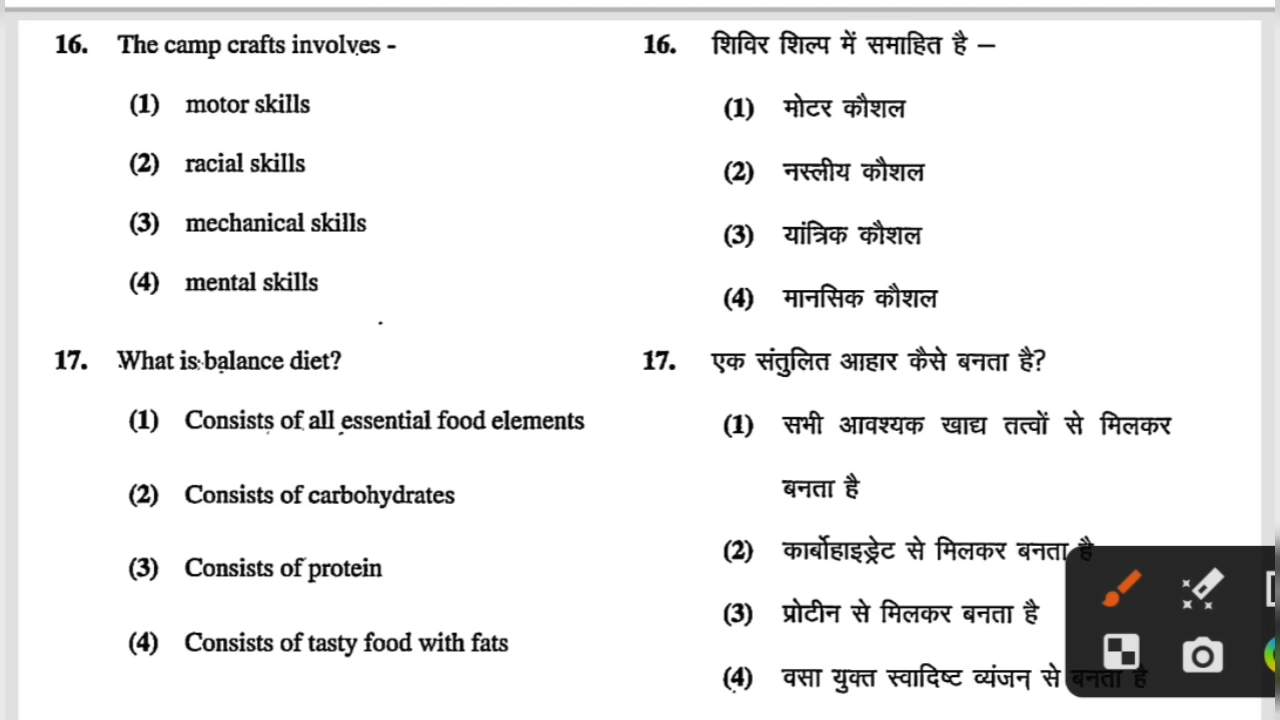 16. The camp crafts involves -
(1) motor skills
(2) racial skills
(3) mechanical skills
(4) mental skills
17. What is balance diet?
(1) Consists of all essential food elements
(2) Consists of carbohydrates
(3) Consists of protein
(4) Consists of tasty food with fats
16. शिविर शिल्प में समाहित है –
(1) मोटर कौशल
(2) नस्लीय कौशल
(3) यांत्रिक कौशल
(4) मानसिक कौशल
17. एक संतुलित आहार कैसे बनता है?
(1) सभी आवश्यक खाद्य तत्वों से मिलकर
बनता है
(2) कार्बोहाइड्रेट से मिलकर बनता है
(3) प्रोटीन से मिलकर बनता है
(4) वसा युक्त स्वादिष्ट व्यंजन से बनता है